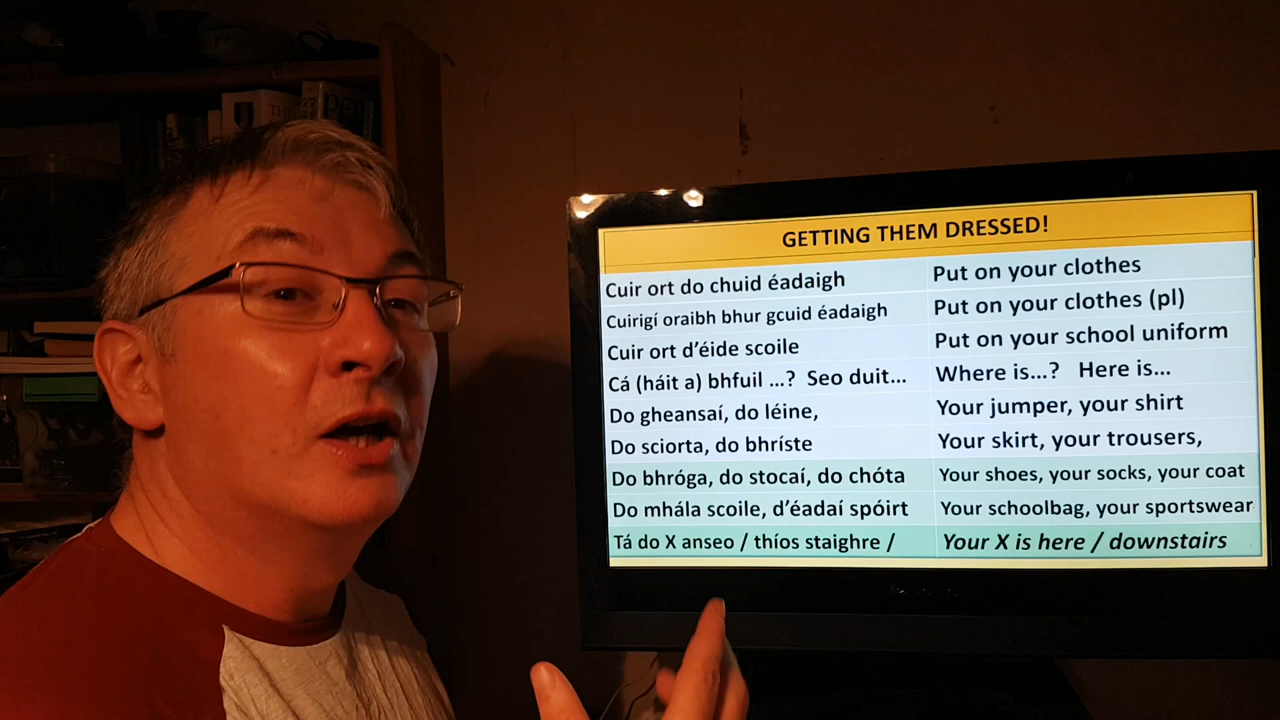 GETTING THEM DRESSED!
Cuir ort do chuid éadaigh Put on your clothes
Cuirigí oraibh bhur gcuid éadaigh Put on your clothes (pl)
Cuir ort d’éide scoile Put on your school uniform
Cá (háit a) bhfuil ...? Seo duit... Where is...? Here is...
Do gheansaí, do léine, Your jumper, your shirt
Do sciorta, do bhríste Your skirt, your trousers,
Do bhróga, do stocaí, do chóta Your shoes, your socks, your coat
Do mhála scoile, d’éadaí spóirt Your schoolbag, your sportswear
Tá do X anseo / thíos staighre / Your X is here / downstairs